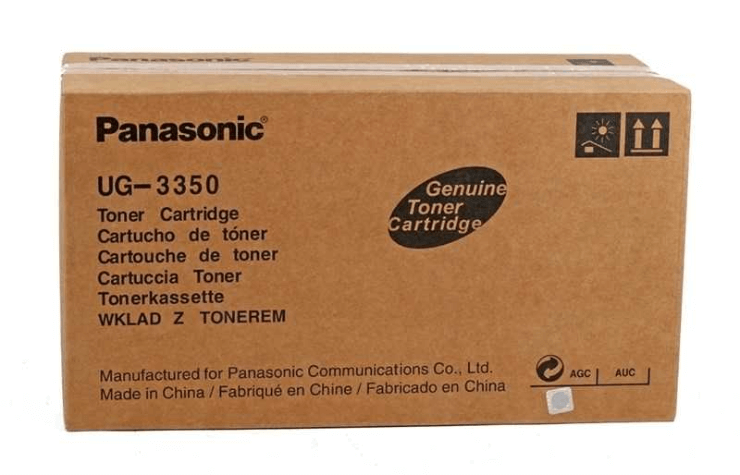 Panasonic
Panasonic®
UG-3350
Toner Cartridge
Cartucho de tóner
Cartouche de toner
Cartuccia Toner
Tonerkassette
WKLAD Z TONEREM
Genuine
Toner
Cartridge
Manufactured for Panasonic Communications Co., Ltd.
Made in China / Fabriqué en Chine / Fabricado en China
AGC AUC